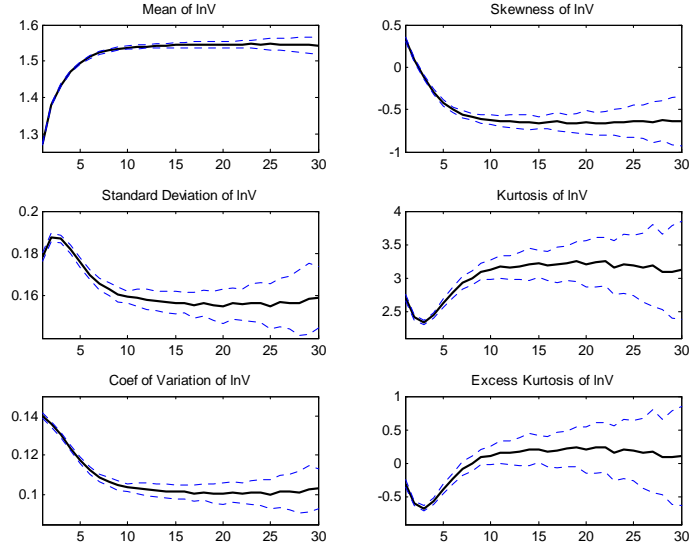 Mean of lnV
1.6
1.5
1.4
1.3
5 10 15 20 25 30
Skewness of lnV
0.5
0
-0.5
-1
5 10 15 20 25 30
Standard Deviation of lnV
0.2
0.18
0.16
5 10 15 20 25 30
Kurtosis of lnV
4
3.5
3
2.5
5 10 15 20 25 30
Coef of Variation of lnV
0.14
0.12
0.1
5 10 15 20 25 30
Excess Kurtosis of lnV
1
0.5
0
-0.5
5 10 15 20 25 30